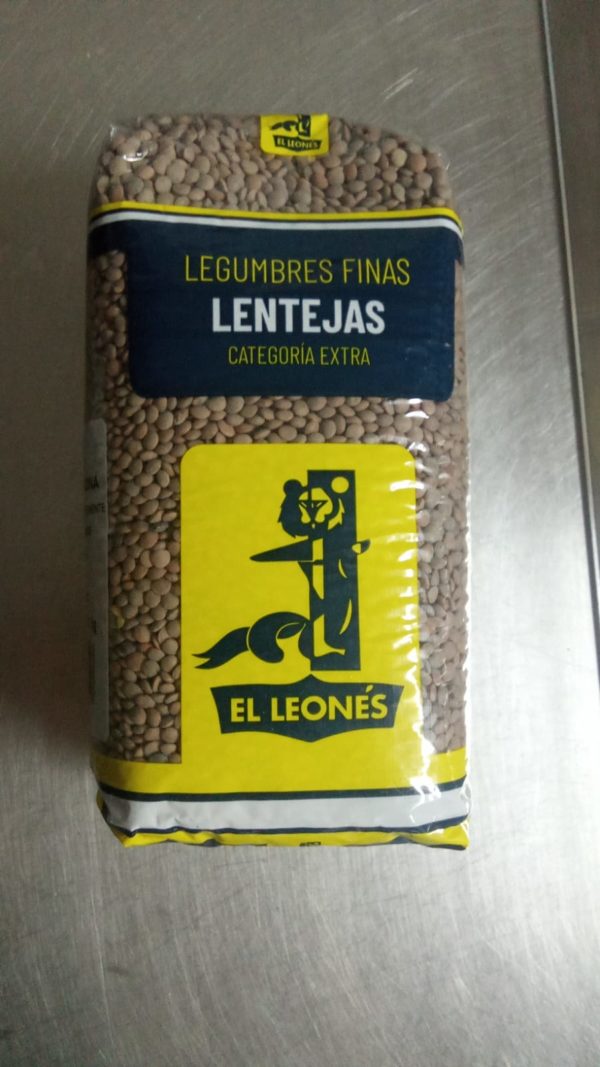 EL LEONÉS
LEGUMBRES FINAS
LENTEJAS
CATEGORÍA EXTRA
EL LEONÉS